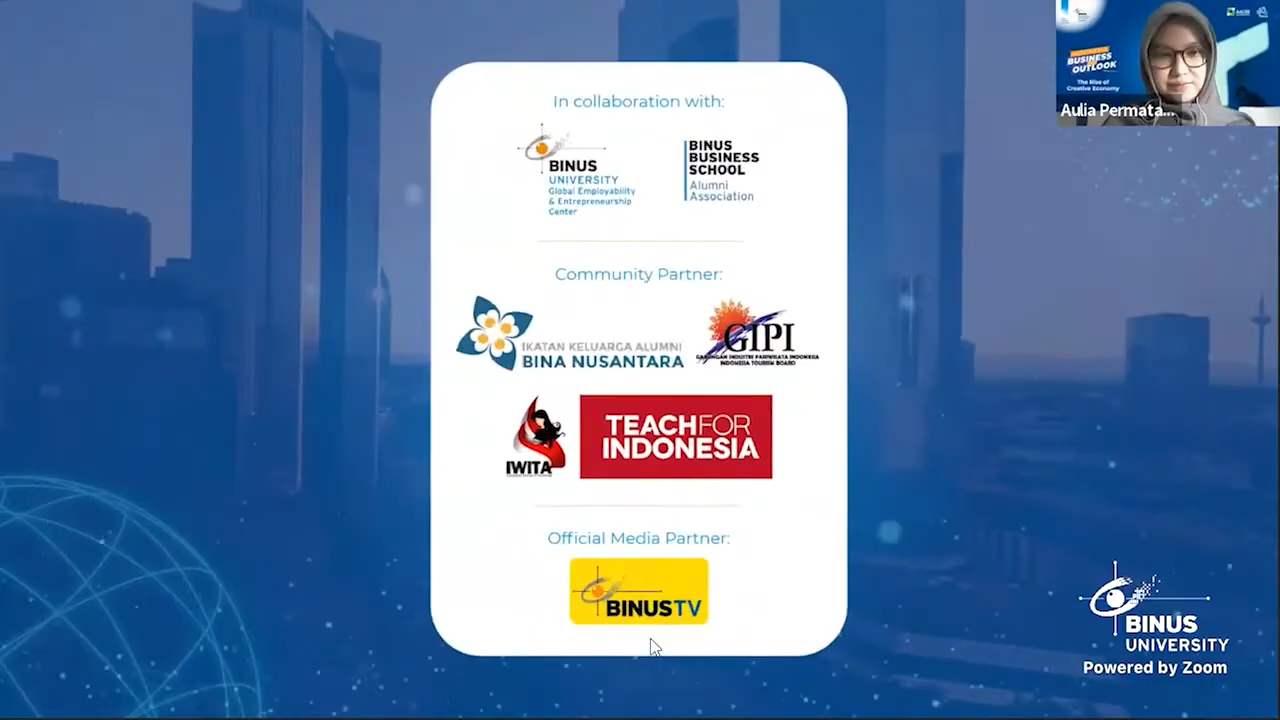 In collaboration with:
BINUS
UNIVERSITY
Global Employability
& Entrepreneurship
Center
BINUS
BUSINESS
SCHOOL
Alumni
Association
Community Partner:
IKATAN KELUARGA ALUMNI
BINA NUSANTARA
GIPI
GABUNGAN INDUSTRI PARIWISATA INDONESIA
INDONESIA TOURISM BOARD
IWITA
TEACHFOR
INDONESIA
Official Media Partner:
BINUSTV
INDONESIA
BUSINESS
OUTLOOK
The Rise of
Creative Economy
Aulia Permata...
BINUS
UNIVERSITY
Powered by Zoom